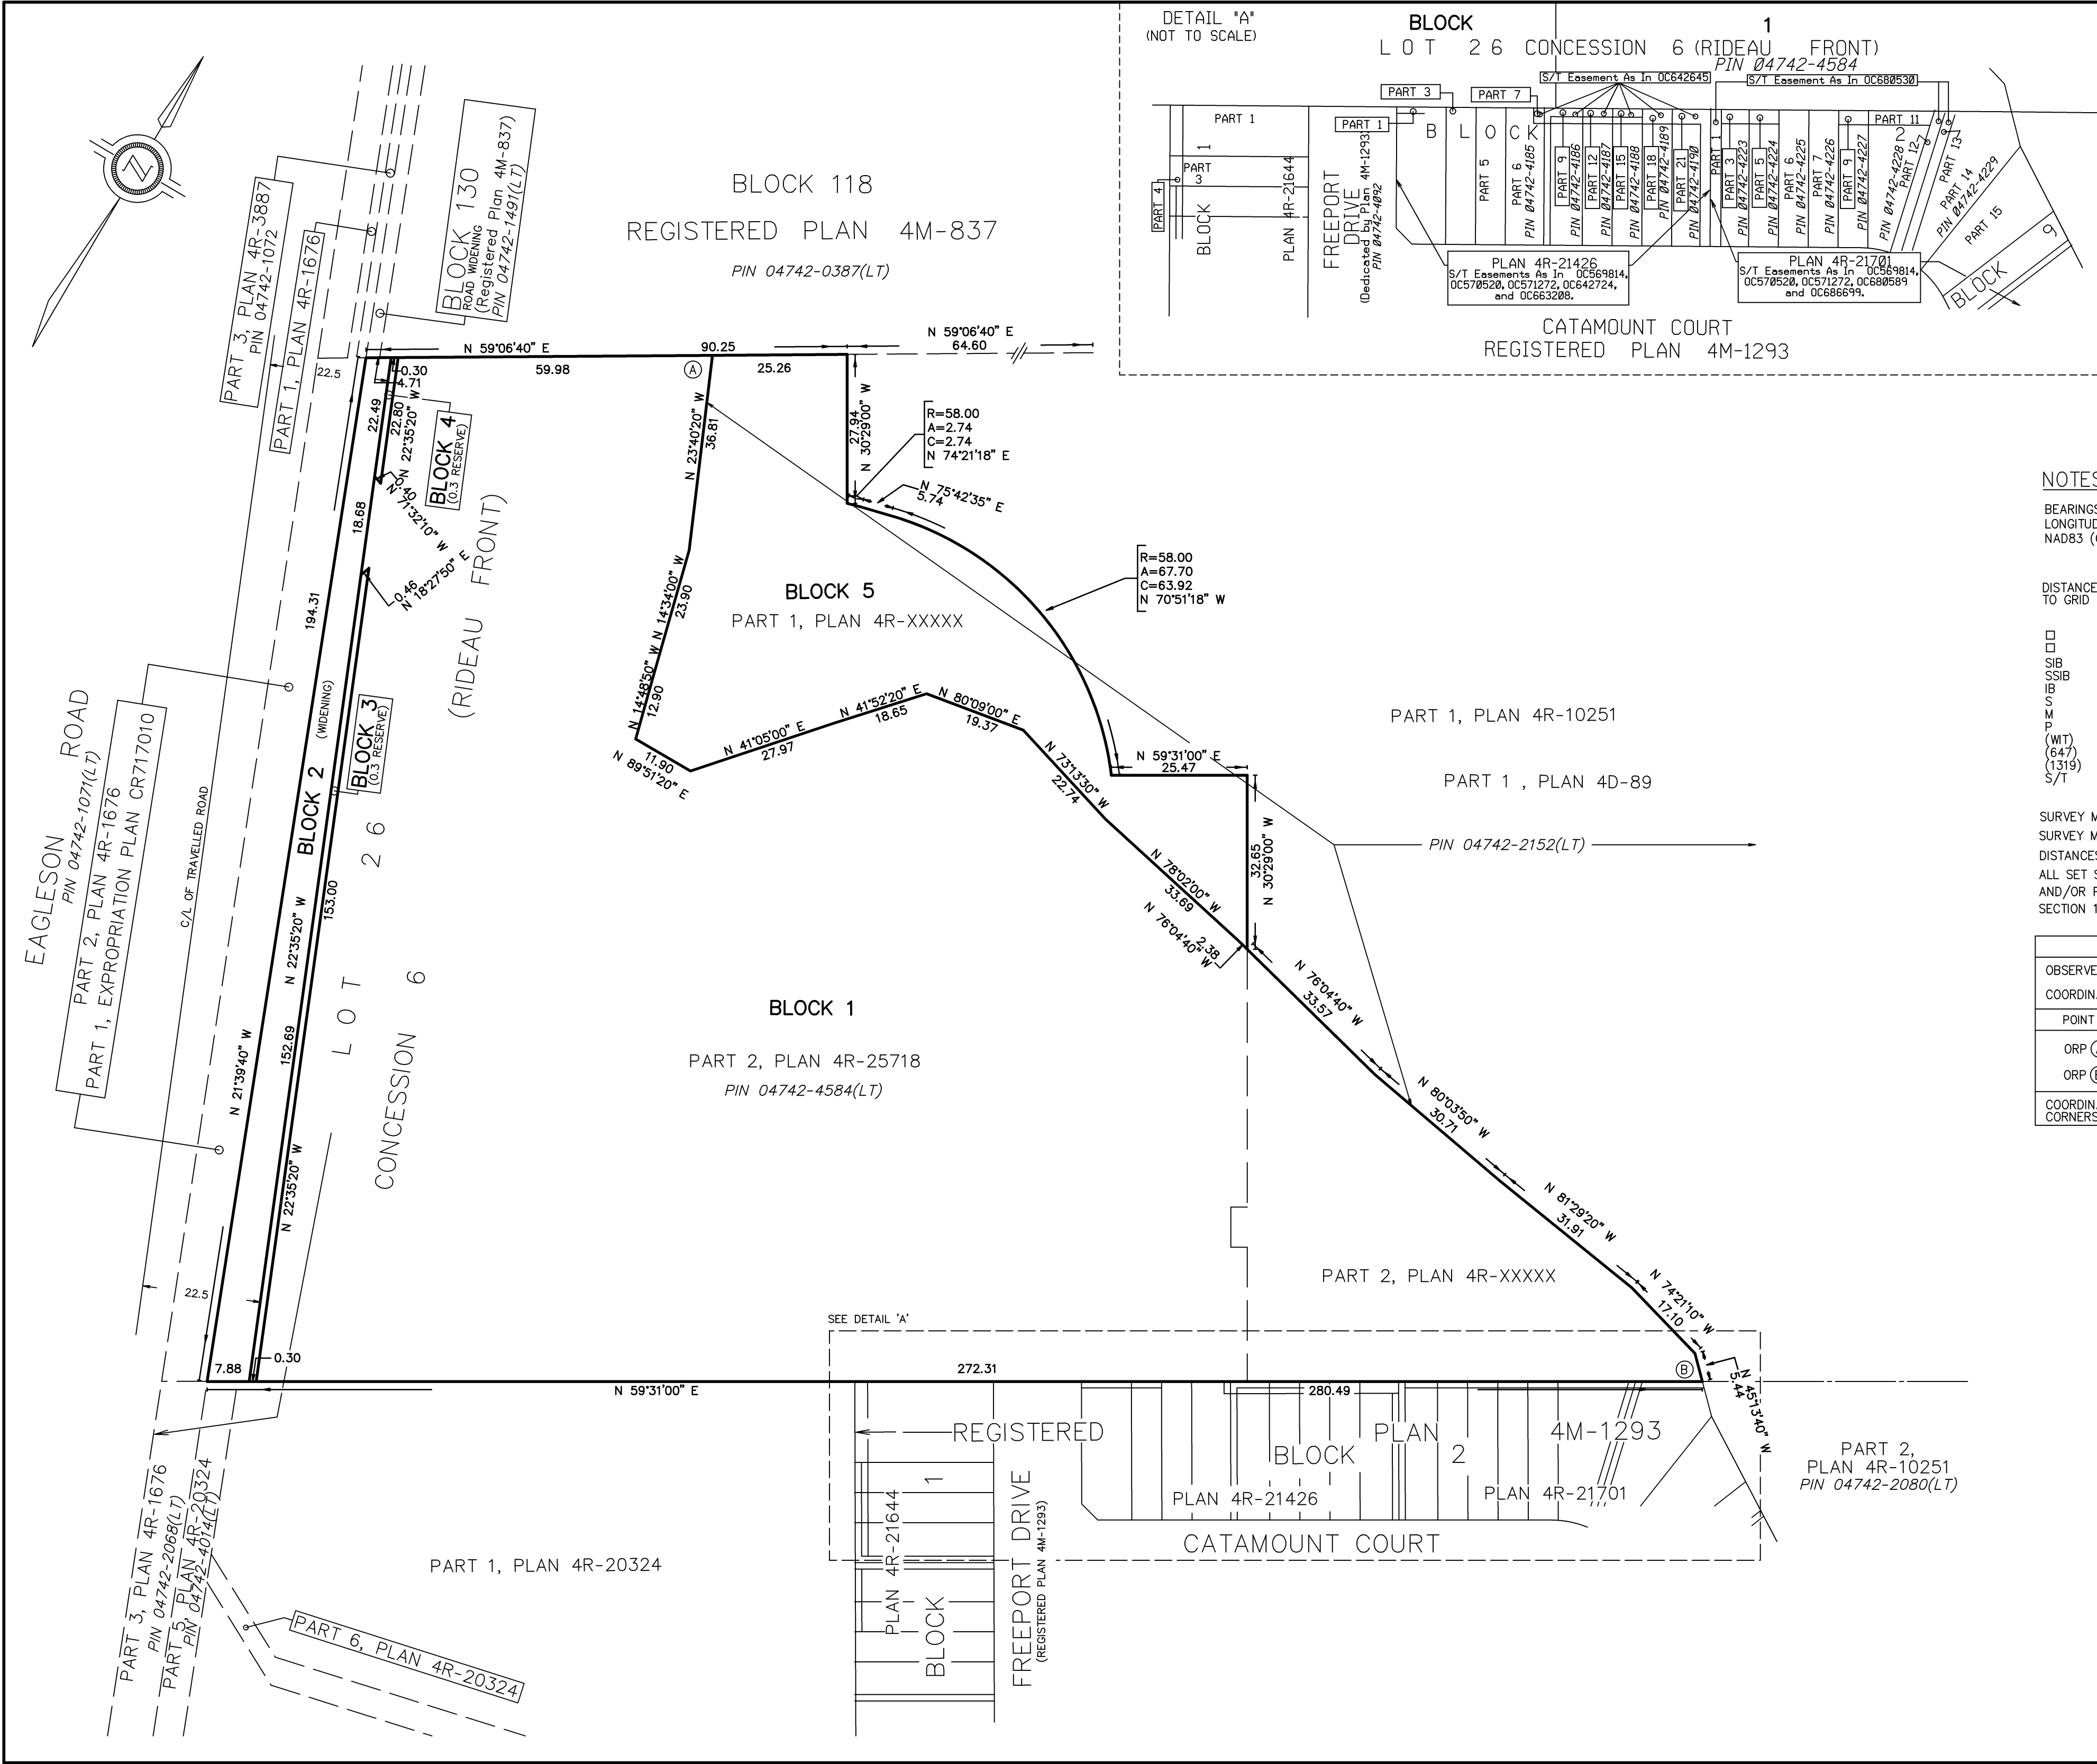 DETAIL "A"
(NOT TO SCALE)
BLOCK 1
LOT 26 CONCESSION 6 (RIDEAU FRONT)
PIN 04742-4584
S/T Easement As In OC642645
S/T Easement As In OC680530
PART 3
PART 7
PART 1
PART 1
PART 3
PART 4
BLOCK 1
PLAN 4R-21644
FREEPORT
DRIVE
(Dedicated by Plan 4M-1293)
PIN 04742-4092
BLOCK
2
PART 5
PART 6
PIN 04742-4185
PART 9
PIN 04742-4186
PART 12
PIN 04742-4187
PART 15
PIN 04742-4188
PART 18
PIN 04742-4189
PART 21
PIN 04742-4190
PART 1
PART 3
PIN 04742-4223
PART 5
PIN 04742-4224
PART 6
PIN 04742-4225
PART 7
PIN 04742-4226
PART 9
PIN 04742-4227
PART 11
PIN 04742-4228
PART 12
PART 13
PART 14
PIN 04742-4229
PART 15
BLOCK 9
PLAN 4R-21426
S/T Easements As In OC569814,
OC570520, OC571272, OC642724,
and OC663208.
PLAN 4R-21701
S/T Easements As In OC569814,
OC570520, OC571272, OC680589
and OC686699.
CATAMOUNT COURT
REGISTERED PLAN 4M-1293
Z
PART 3, PLAN 4R-3887
PIN 04742-1072
PART 1, PLAN 4R-1676
BLOCK 130
ROAD WIDENING
(Registered Plan 4M-837)
PIN 04742-1491(LT)
BLOCK 118
REGISTERED PLAN 4M-837
PIN 04742-0387(LT)
N 59°06'40" E
90.25
N 59°06'40" E
64.60
59.98
25.26
A
22.5
0.30
4.71
22.49
22.80
N 22°35'20" W
BLOCK 4
(0.3 RESERVE)
0.40
N 71°32'10" W
18.68
0.46
N 18°27'50" E
194.31
(RIDEAU FRONT)
N 23°40'20" W
36.81
27.94
N 30°29'00" W
R=58.00
A=2.74
C=2.74
N 74°21'18" E
N 75°42'35" E
5.74
R=58.00
A=67.70
C=63.92
N 70°51'18" W
BLOCK 5
PART 1, PLAN 4R-XXXXX
N 14°34'00" W
23.90
N 14°48'50" W
12.90
11.90
N 89°51'20" E
N 41°05'00" E
27.97
N 41°52'20" E
18.65
N 80°09'00" E
19.37
N 73°13'30" W
22.74
N 59°31'00" E
25.47
32.65
N 30°29'00" W
N 78°02'00" W
33.69
2.38
N 76°04'40" W
N 76°04'40" W
33.57
N 80°03'50" W
30.71
N 81°29'20" W
31.91
N 74°21'10" W
17.10
N 45°13'40" W
5.44
PART 1, PLAN 4R-10251
PART 1 , PLAN 4D-89
PIN 04742-2152(LT)
EAGLESON ROAD
PIN 04742-1071(LT)
PART 2, PLAN 4R-1676
PART 1, EXPROPRIATION PLAN CR717010
C/L OF TRAVELLED ROAD
BLOCK 2
(WIDENING)
BLOCK 3
(0.3 RESERVE)
N 21°39'40" W
N 22°35'20" W
153.00
152.69
N 22°35'20" W
LOT 26
CONCESSION 6
BLOCK 1
PART 2, PLAN 4R-25718
PIN 04742-4584(LT)
PART 2, PLAN 4R-XXXXX
22.5
7.88
0.30
N 59°31'00" E
272.31
280.49
B
SEE DETAIL 'A'
REGISTERED PLAN 4M-1293
BLOCK 2
PLAN 4R-21426
PLAN 4R-21701
CATAMOUNT COURT
PLAN 4R-21644
BLOCK 1
FREEPORT DRIVE
(REGISTERED PLAN 4M-1293)
PART 2,
PLAN 4R-10251
PIN 04742-2080(LT)
PART 3, PLAN 4R-1676
PIN 04742-2068(LT)
PART 5, PLAN 4R-20324
PIN 04742-4014(LT)
PART 1, PLAN 4R-20324
PART 6, PLAN 4R-20324
NOTES
BEARINGS
LONGITUD
NAD83 (
DISTANCE
TO GRID
SIB
SSIB
IB
S
M
P
(WIT)
(647)
(1319)
S/T
SURVEY M
SURVEY M
DISTANCES
ALL SET S
AND/OR P
SECTION 1
OBSERVE
COORDIN
POINT
ORP
ORP
COORDIN
CORNERS